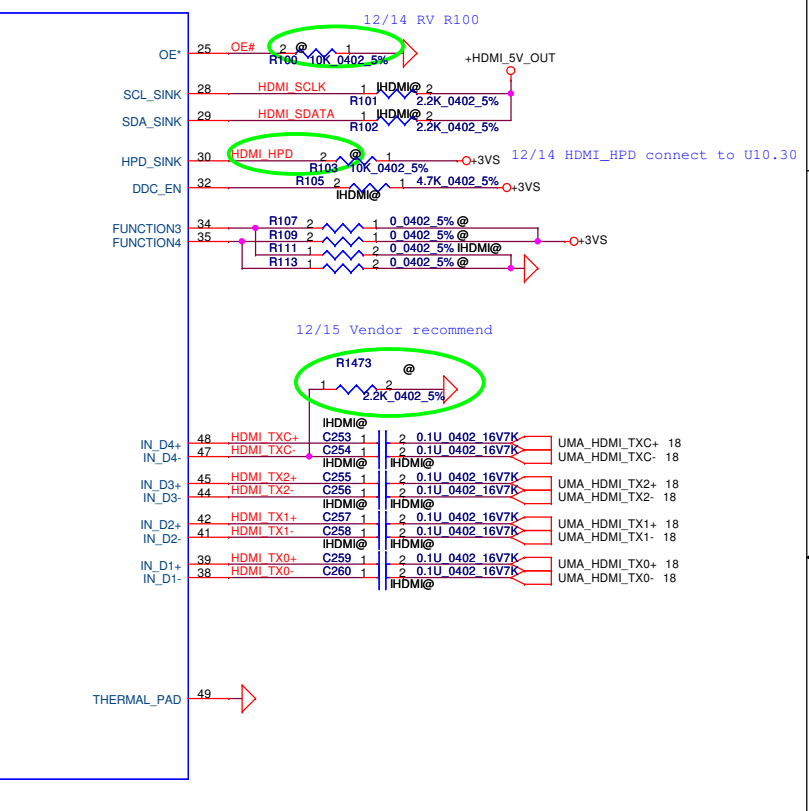 12/14 RV R100
OE* 25 OE# 2 @ 1
R100 10K_0402_5%
+HDMI_5V_OUT
SCL_SINK 28 HDMI_SCLK 1 IHDMI@ 2
R101 2.2K_0402_5%
SDA_SINK 29 HDMI_SDATA 1 IHDMI@ 2
R102 2.2K_0402_5%
HPD_SINK 30 HDMI_HPD 2 @ 1 +3VS
R103 10K_0402_5%
12/14 HDMI_HPD connect to U10.30
DDC_EN 32 R105 2 1 4.7K_0402_5% +3VS
IHDMI@
FUNCTION3 34 R107 2 1 0_0402_5% @
FUNCTION4 35 R109 2 1 0_0402_5% @ +3VS
R111 1 2 0_0402_5% IHDMI@
R113 1 2 0_0402_5% @
12/15 Vendor recommend
R1473 @
1 2
2.2K_0402_5%
IHDMI@
IN_D4+ 48 HDMI_TXC+ C253 1 2 0.1U_0402_16V7K UMA_HDMI_TXC+ 18
IN_D4- 47 HDMI_TXC- C254 1 2 0.1U_0402_16V7K UMA_HDMI_TXC- 18
IHDMI@ IHDMI@
IN_D3+ 45 HDMI_TX2+ C255 1 2 0.1U_0402_16V7K UMA_HDMI_TX2+ 18
IN_D3- 44 HDMI_TX2- C256 1 2 0.1U_0402_16V7K UMA_HDMI_TX2- 18
IHDMI@ IHDMI@
IN_D2+ 42 HDMI_TX1+ C257 1 2 0.1U_0402_16V7K UMA_HDMI_TX1+ 18
IN_D2- 41 HDMI_TX1- C258 1 2 0.1U_0402_16V7K UMA_HDMI_TX1- 18
IHDMI@ IHDMI@
IN_D1+ 39 HDMI_TX0+ C259 1 2 0.1U_0402_16V7K UMA_HDMI_TX0+ 18
IN_D1- 38 HDMI_TX0- C260 1 2 0.1U_0402_16V7K UMA_HDMI_TX0- 18
IHDMI@
THERMAL_PAD 49